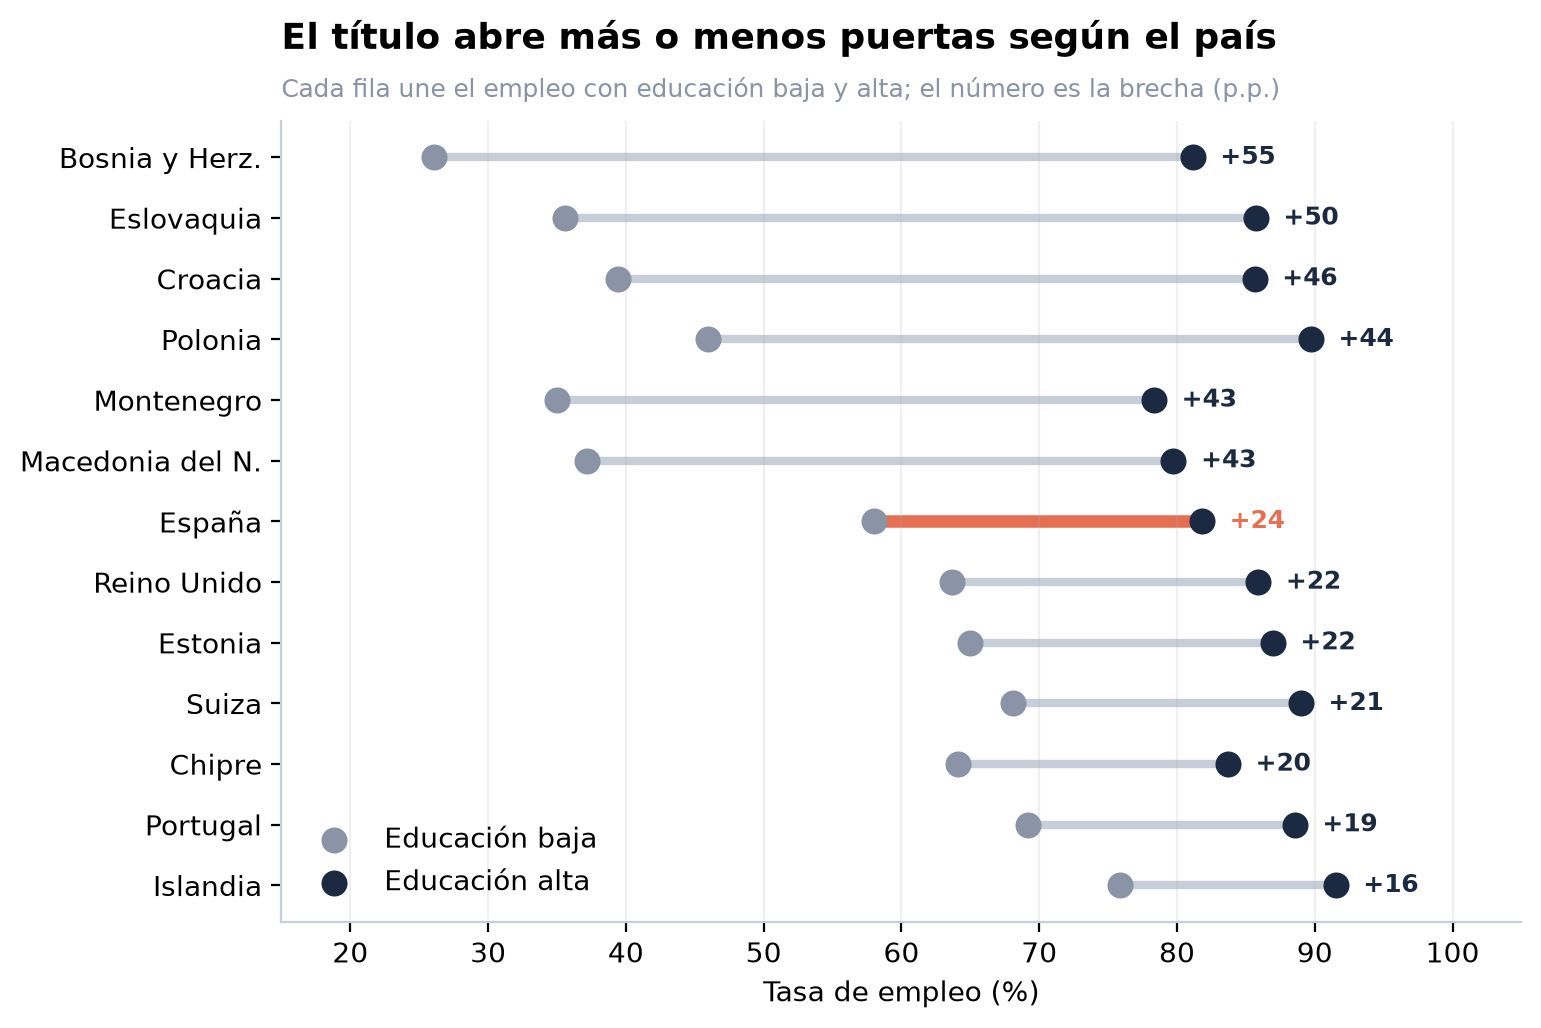 El título abre más o menos puertas según el país
Cada fila une el empleo con educación baja y alta; el número es la brecha (p.p.)
Bosnia y Herz. +55
Eslovaquia +50
Croacia +46
Polonia +44
Montenegro +43
Macedonia del N. +43
España +24
Reino Unido +22
Estonia +22
Suiza +21
Chipre +20
Portugal +19
Islandia +16
Educación baja
Educación alta
20 30 40 50 60 70 80 90 100
Tasa de empleo (%)